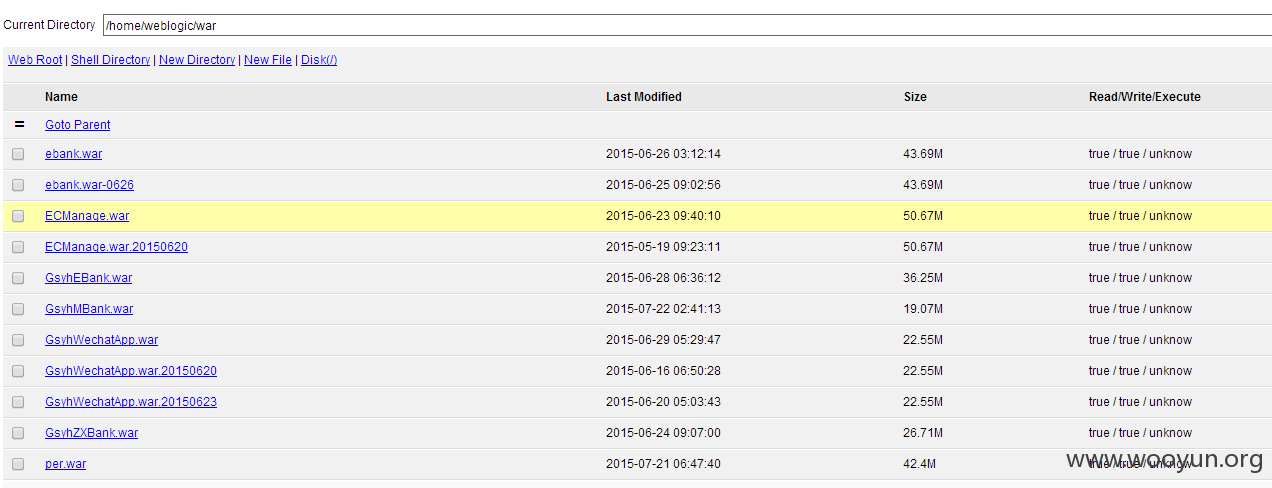 Current Directory /home/weblogic/war
Web Root | Shell Directory | New Directory | New File | Disk(/)
Name Last Modified Size Read/Write/Execute
= Goto Parent
ebank.war 2015-06-26 03:12:14 43.69M true / true / unknow
ebank.war-0626 2015-06-25 09:02:56 43.69M true / true / unknow
ECManage.war 2015-06-23 09:40:10 50.67M true / true / unknow
ECManage.war.20150620 2015-05-19 09:23:11 50.67M true / true / unknow
GsyhEBank.war 2015-06-28 06:36:12 36.25M true / true / unknow
GsyhMBank.war 2015-07-22 02:41:13 19.07M true / true / unknow
GsyhWechatApp.war 2015-06-29 05:29:47 22.55M true / true / unknow
GsyhWechatApp.war.20150620 2015-06-16 06:50:28 22.55M true / true / unknow
GsyhWechatApp.war.20150623 2015-06-20 05:03:43 22.55M true / true / unknow
GsyhZXBank.war 2015-06-24 09:07:00 26.71M true / true / unknow
per.war 2015-07-21 06:47:40 42.4M true / true / unknow
www.wooyun.org